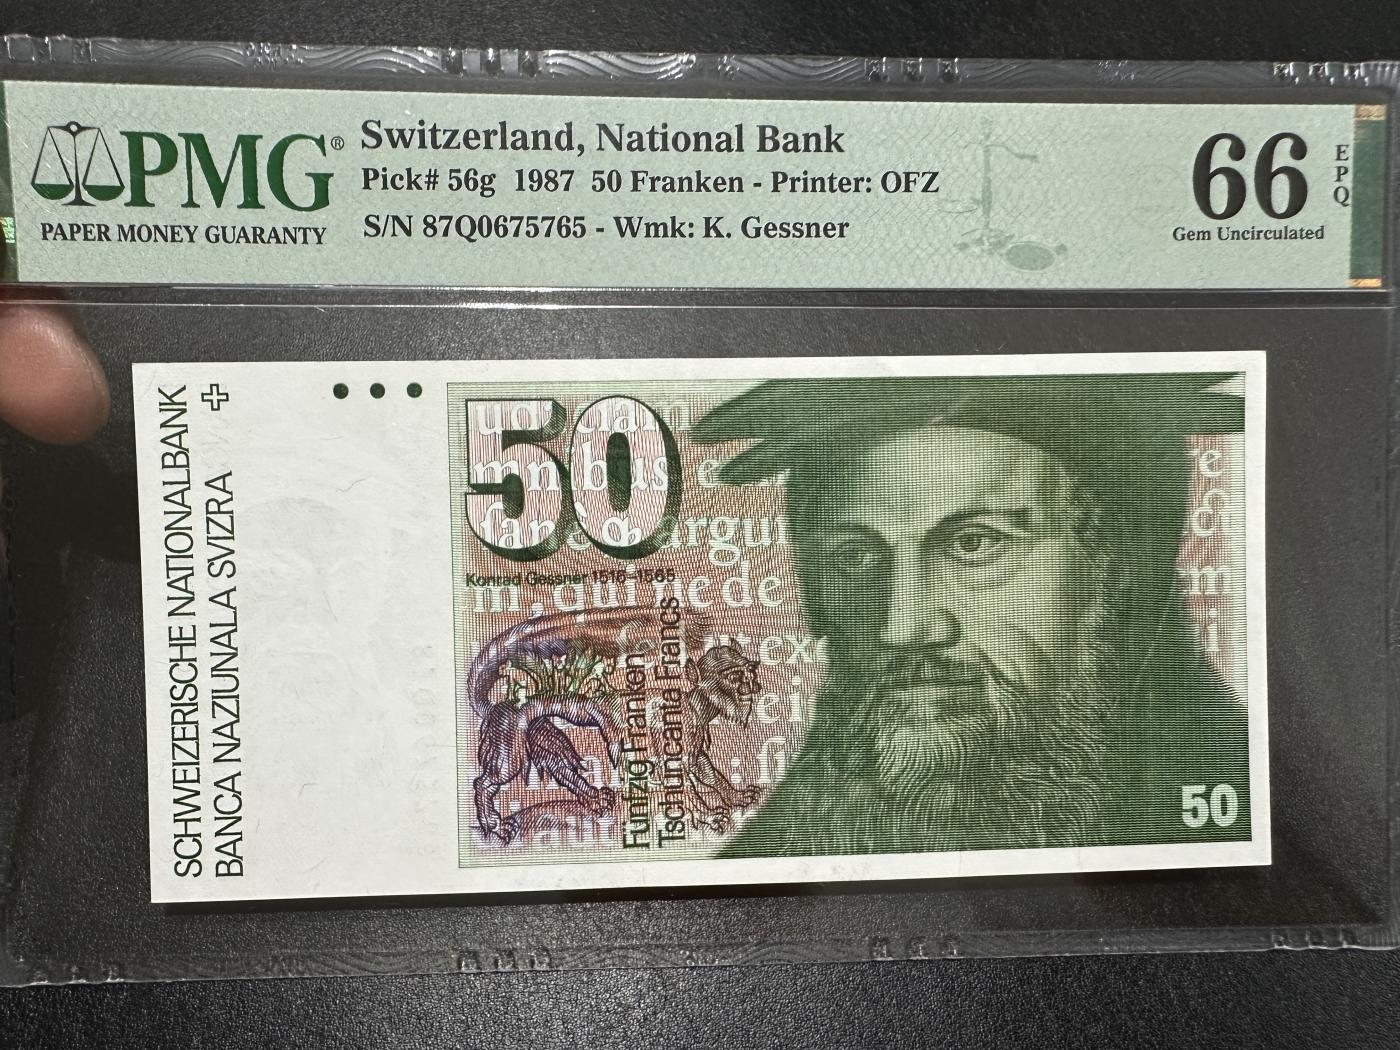 PMG®
PAPER MONEY GUARANTY
Switzerland, National Bank
Pick# 56g 1987 50 Franken - Printer: OFZ
S/N 87Q0675765 - Wmk: K. Gessner
66
EPQ
Gem Uncirculated
SCHWEIZERISCHE NATIONALBANK
BANCA NAZIUNALA SVIZRA
50
Konrad Gessner 1516–1565
Fünfzig Franken
Tschuncanta Francs
50